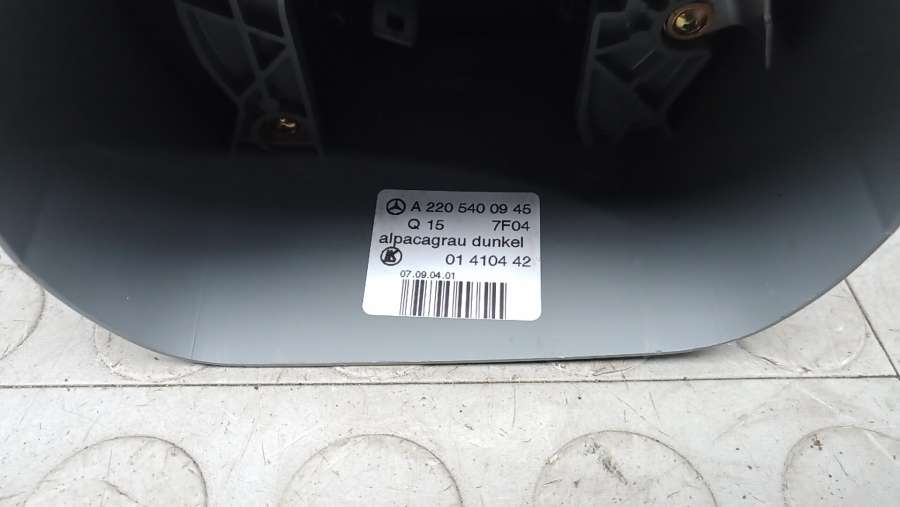 A 220 540 09 45
Q 15 7F04
alpacagrau dunkel
01 4104 42
07.09.04.01